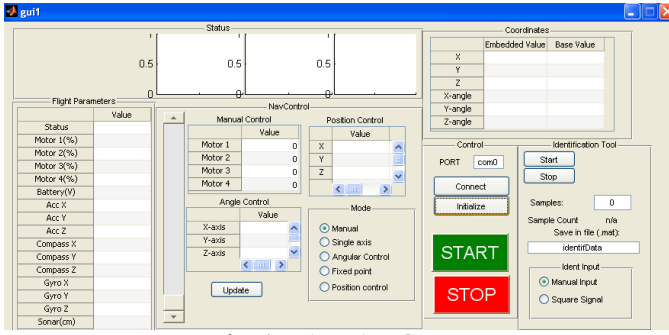 gui1
Status
0.5 0.5 0.5
0 0 0
Coordinates
Embedded Value Base Value
X
Y
Z
X-angle
Y-angle
Z-angle
Flight Parameters
Value
Status
Motor 1(%)
Motor 2(%)
Motor 3(%)
Motor 4(%)
Battery(V)
Acc X
Acc Y
Acc Z
Compass X
Compass Y
Compass Z
Gyro X
Gyro Y
Gyro Z
Sonar(cm)
NavControl
Manual Control
Value
Motor 1 0
Motor 2 0
Motor 3 0
Motor 4 0
Position Control
Value
X
Y
Z
Angle Control
Value
X-axis
Y-axis
Z-axis
Update
Mode
Manual
Single axis
Angular Control
Fixed point
Position control
Control
PORT com0
Connect
Initialize
START
STOP
Identification Tool
Start
Stop
Samples: 0
Sample Count n/a
Save in file (.mat):
identifData
Ident Input
Manual Input
Square Signal